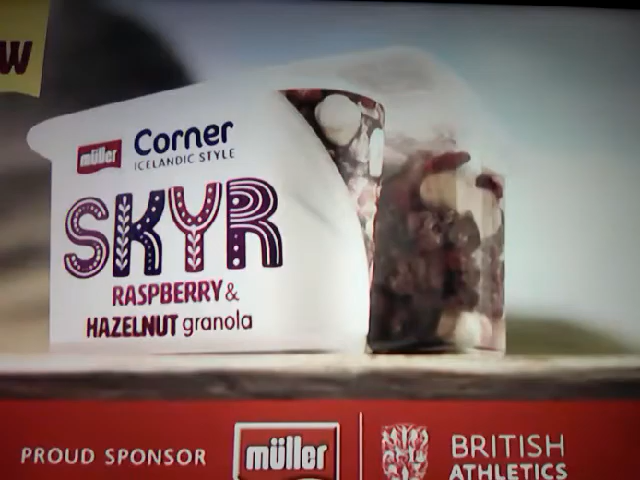 W
müller
Corner
ICELANDIC STYLE
SKYR
RASPBERRY &
HAZELNUT granola
PROUD SPONSOR
müller
BRITISH
ATHLETICS